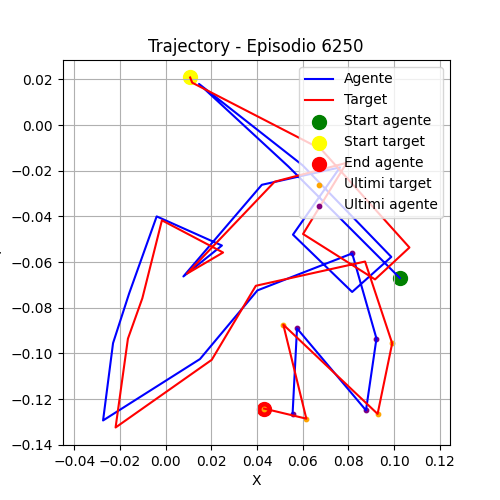 Trajectory - Episodio 6250
Agente
Target
Start agente
Start target
End agente
Ultimi target
Ultimi agente
0.02
0.00
−0.02
−0.04
−0.06
−0.08
−0.10
−0.12
−0.14
−0.04 −0.02 0.00 0.02 0.04 0.06 0.08 0.10 0.12
X